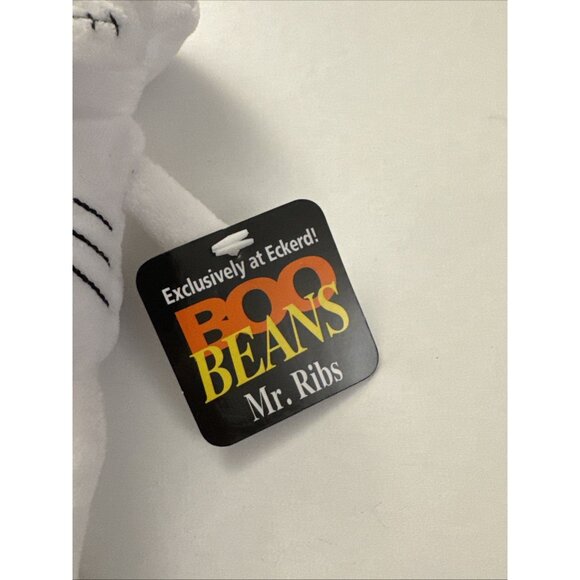 Exclusively at Eckerd!
BOO
BEANS
Mr. Ribs